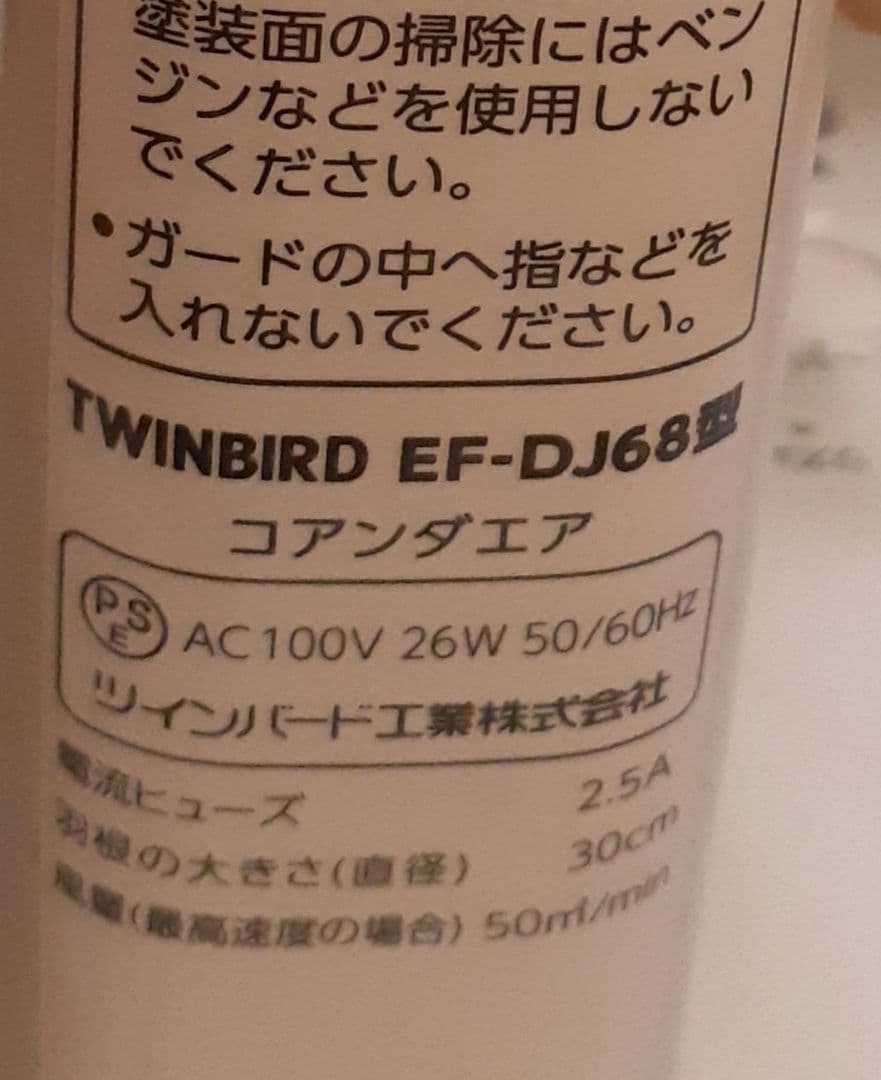 塗装面の掃除にはベン
ジンなどを使用しない
でください。
•ガードの中へ指などを
入れないでください。
TWINBIRD EF-DJ68型
コアンダエア
PSE AC100V 26W 50/60Hz
ツインバード工業株式会社
電流ヒューズ 2.5A
羽根の大きさ(直径) 30cm
風量(最高速度の場合) 50㎥/min